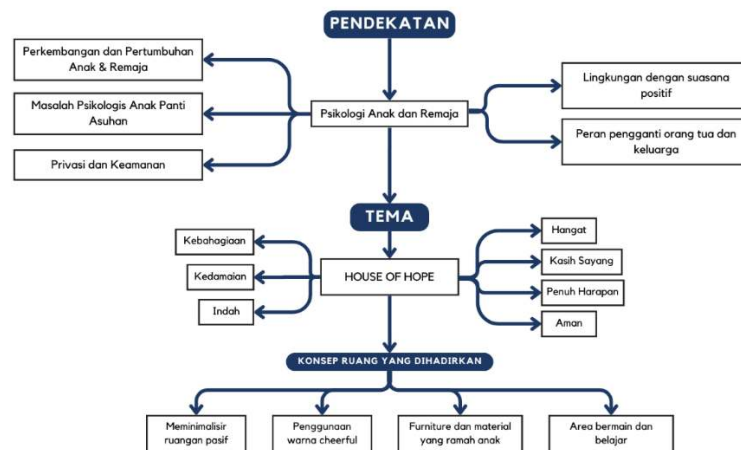 PENDEKATAN
Perkembangan dan Pertumbuhan
Anak & Remaja
Masalah Psikologis Anak Panti
Asuhan
Privasi dan Keamanan
Psikologi Anak dan Remaja
Lingkungan dengan suasana
positif
Peran pengganti orang tua dan
keluarga
TEMA
Kebahagiaan
Kedamaian
Indah
HOUSE OF HOPE
Hangat
Kasih Sayang
Penuh Harapan
Aman
KONSEP RUANG YANG DIHADIRKAN
Meminimalisir
ruangan pasif
Penggunaan
warna cheerful
Furniture dan material
yang ramah anak
Area bermain dan
belajar